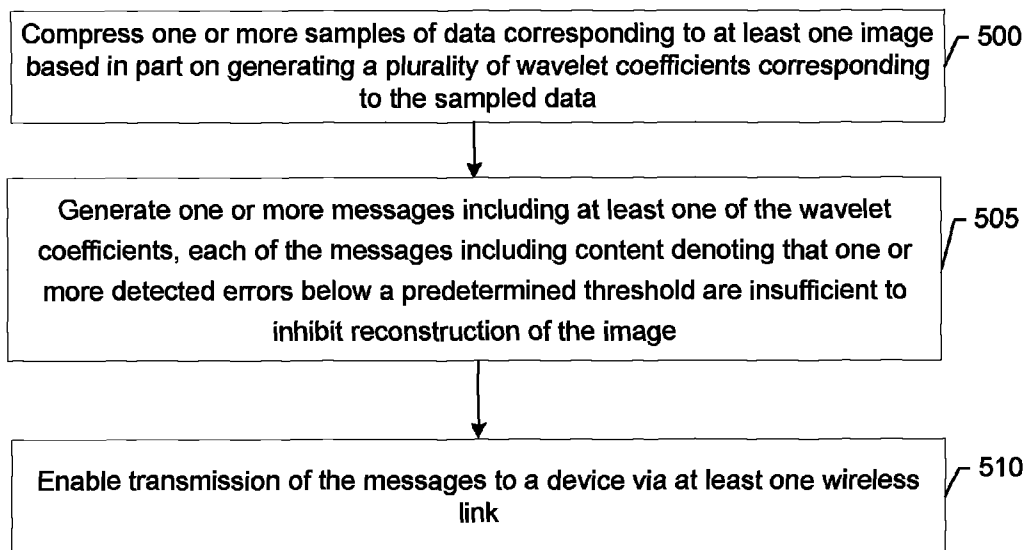 Compress one or more samples of data corresponding to at least one image
based in part on generating a plurality of wavelet coefficients corresponding
to the sampled data
500
Generate one or more messages including at least one of the wavelet
coefficients, each of the messages including content denoting that one or
more detected errors below a predetermined threshold are insufficient to
inhibit reconstruction of the image
505
Enable transmission of the messages to a device via at least one wireless
link
510